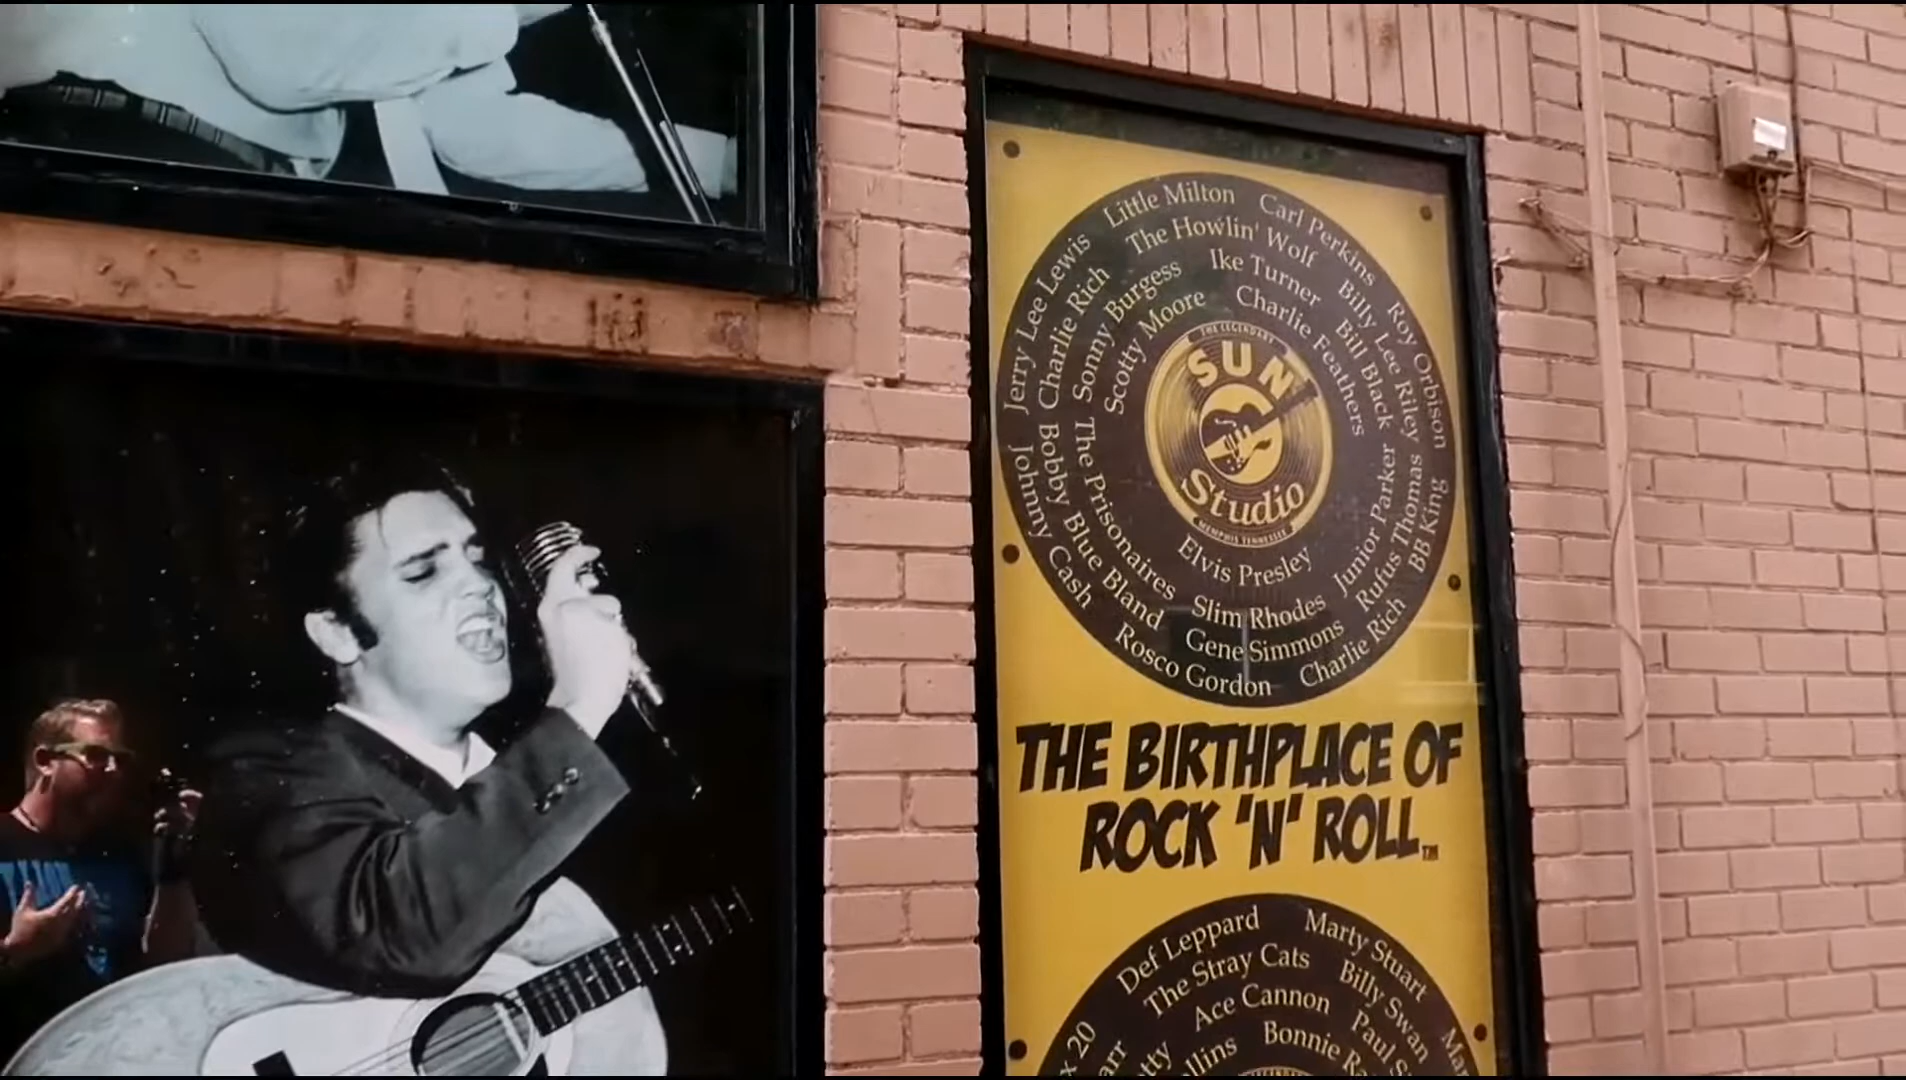 Little Milton
Carl Perkins
Roy Orbison
BB King
Charlie Rich
Rosco Gordon
Johnny Cash
Jerry Lee Lewis
The Howlin' Wolf
Billy Lee Riley
Rufus Thomas
Gene Simmons
Bobby Blue Bland
Charlie Rich
Sonny Burgess
Ike Turner
Bill Black
Junior Parker
Slim Rhodes
The Prisonaires
Scotty Moore
Charlie Feathers
Elvis Presley
THE LEGENDARY
SUN
Studio
MEMPHIS TENNESSEE
THE BIRTHPLACE OF
ROCK 'N' ROLL™
Def Leppard
Marty Stuart
The Stray Cats
Billy Swan
Ace Cannon
Paul
Bonnie